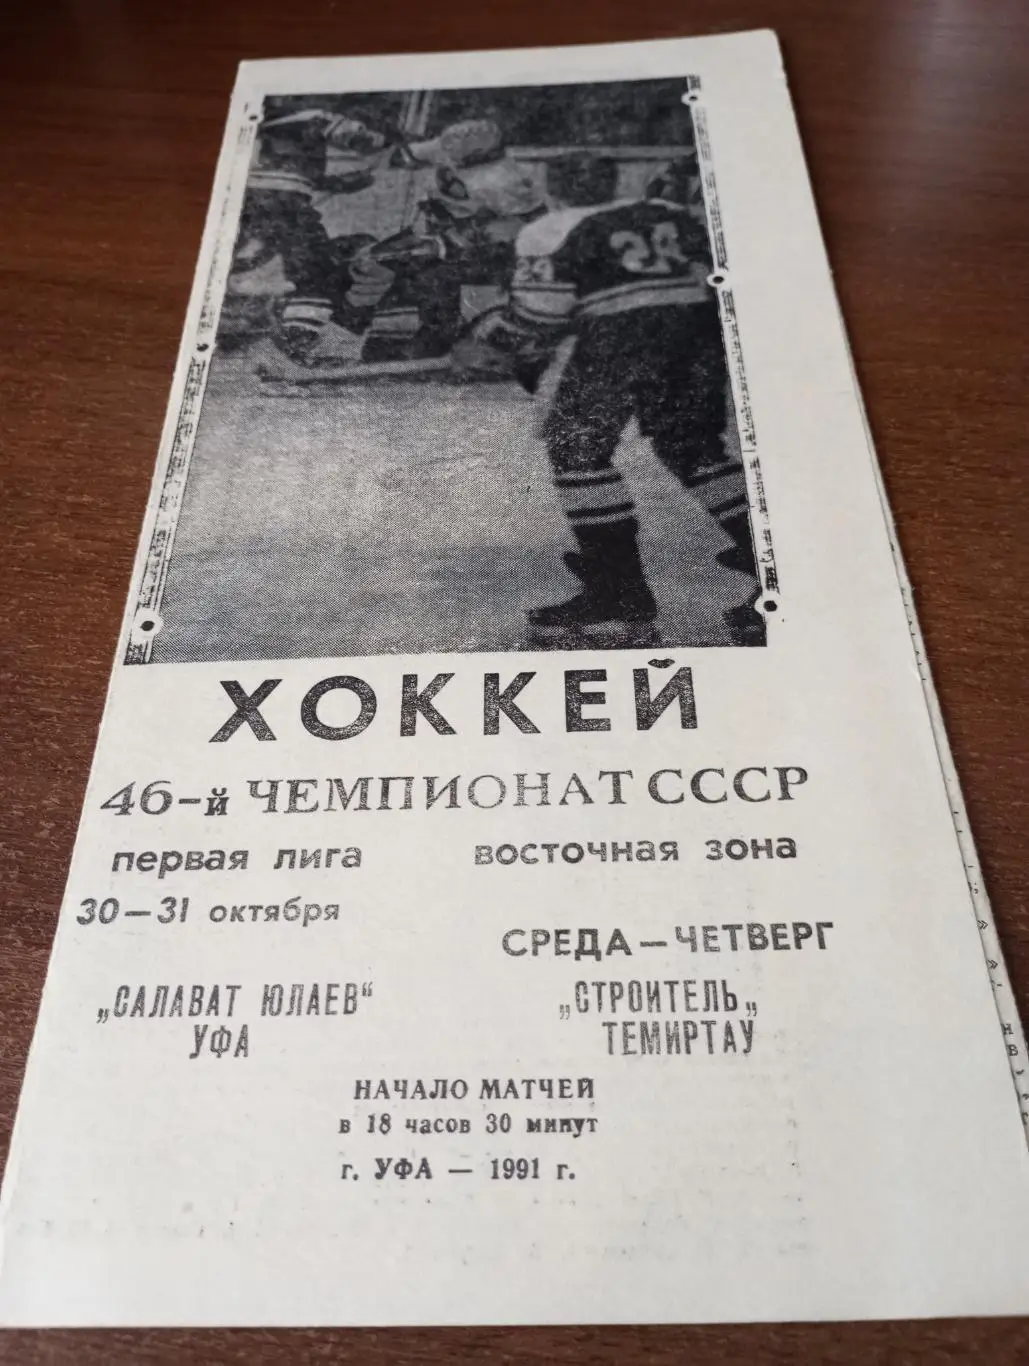 ХОККЕЙ
46-й ЧЕМПИОНАТ СССР
первая лига восточная зона
30—31 октября
СРЕДА—ЧЕТВЕРГ
„САЛАВАТ ЮЛАЕВ“ „СТРОИТЕЛЬ„
УФА ТЕМИРТАУ
НАЧАЛО МАТЧЕЙ
в 18 часов 30 минут
г. УФА — 1991 г.